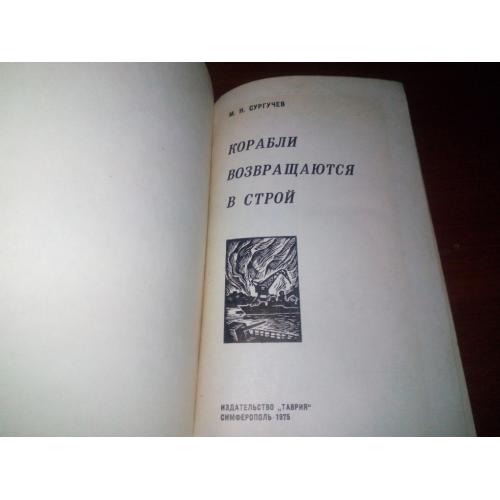 М. Н. СУРГУЧЕВ
КОРАБЛИ
ВОЗВРАЩАЮТСЯ
В СТРОЙ
ИЗДАТЕЛЬСТВО „ТАВРИЯ“
СИМФЕРОПОЛЬ-1975